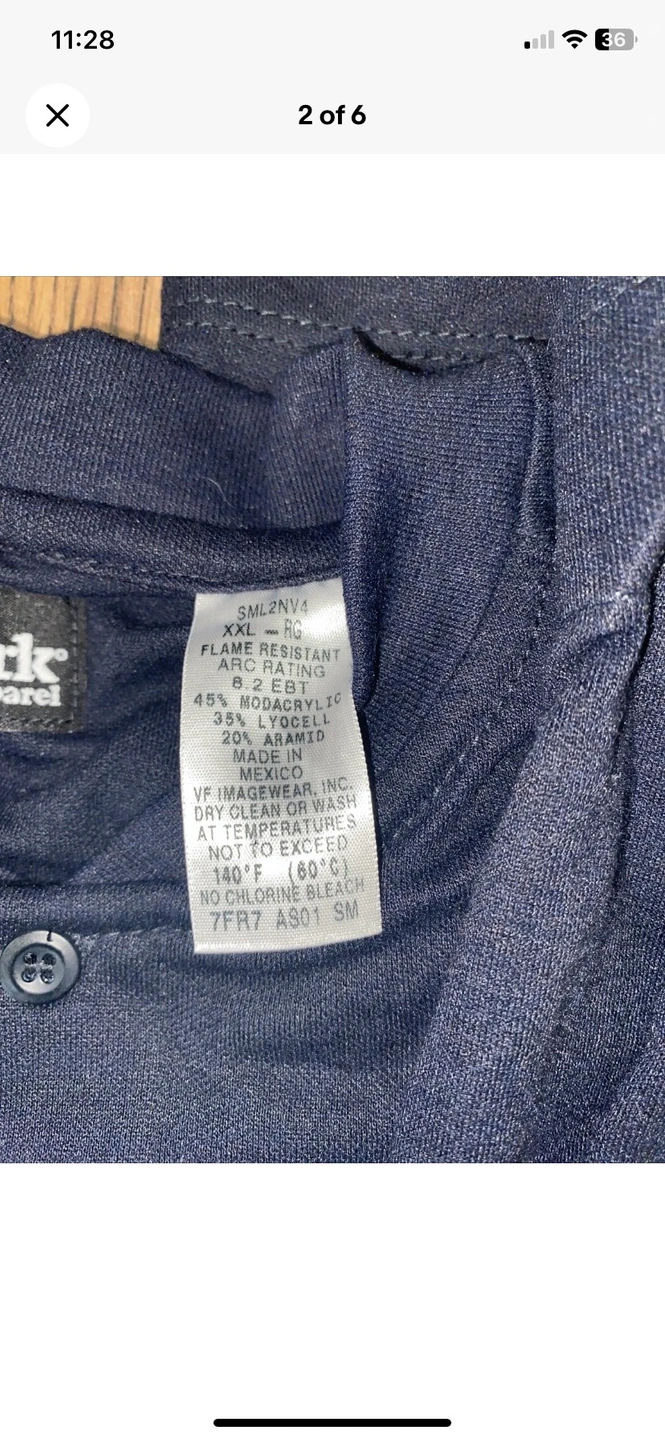 11:28
36
2 of 6
rk
parel
SML2NV4
XXL RG
FLAME RESISTANT
ARC RATING
8.2 EBT
45% MODACRYLIC
35% LYOCELL
20% ARAMID
MADE IN
MEXICO
VF IMAGEWEAR, INC.
DRY CLEAN OR WASH
AT TEMPERATURES
NOT TO EXCEED
140°F (60°C)
NO CHLORINE BLEACH
7FR7 AS01 SM